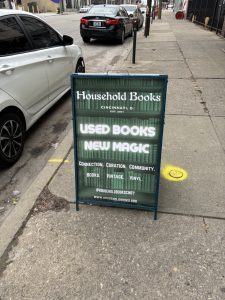 Household Books
CINCINNATI, O.
USED BOOKS
NEW MAGIC
CONNECTION. CURATION. COMMUNITY.
BOOKS. VINTAGE. VINYL.